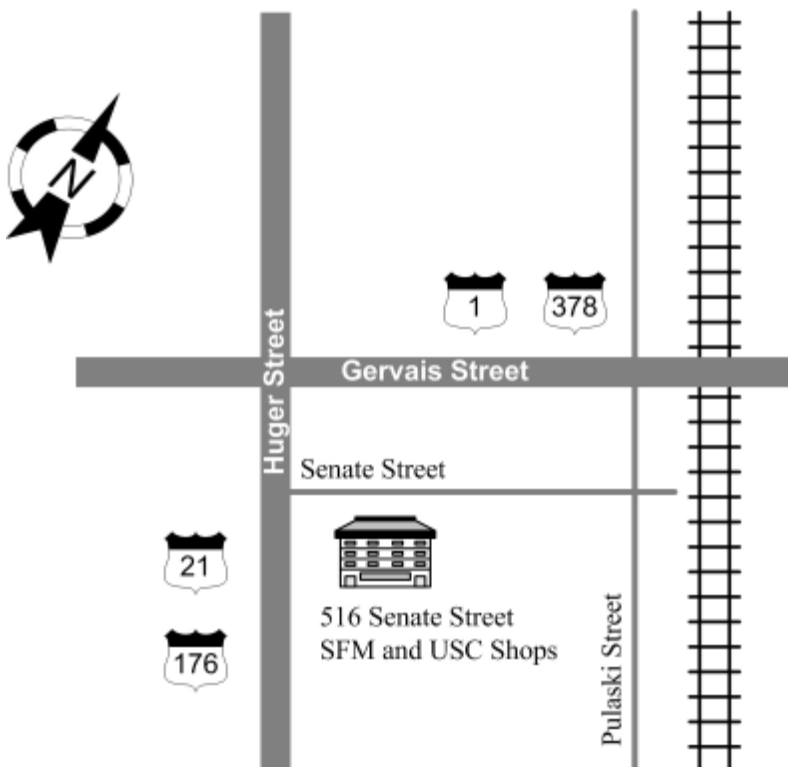 N
1
378
Gervais Street
Huger Street
Senate Street
21
516 Senate Street
SFM and USC Shops
176
Pulaski Street